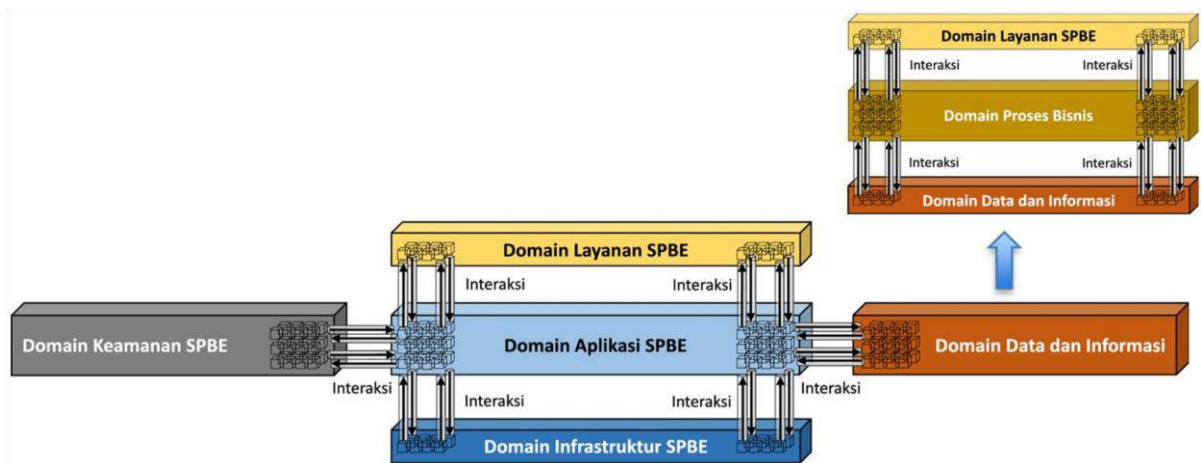 Domain Layanan SPBE
Interaksi
Interaksi
Domain Proses Bisnis
Interaksi
Interaksi
Domain Data dan Informasi
Domain Layanan SPBE
Interaksi
Interaksi
Domain Keamanan SPBE
Domain Aplikasi SPBE
Domain Data dan Informasi
Interaksi
Interaksi
Interaksi
Interaksi
Domain Infrastruktur SPBE